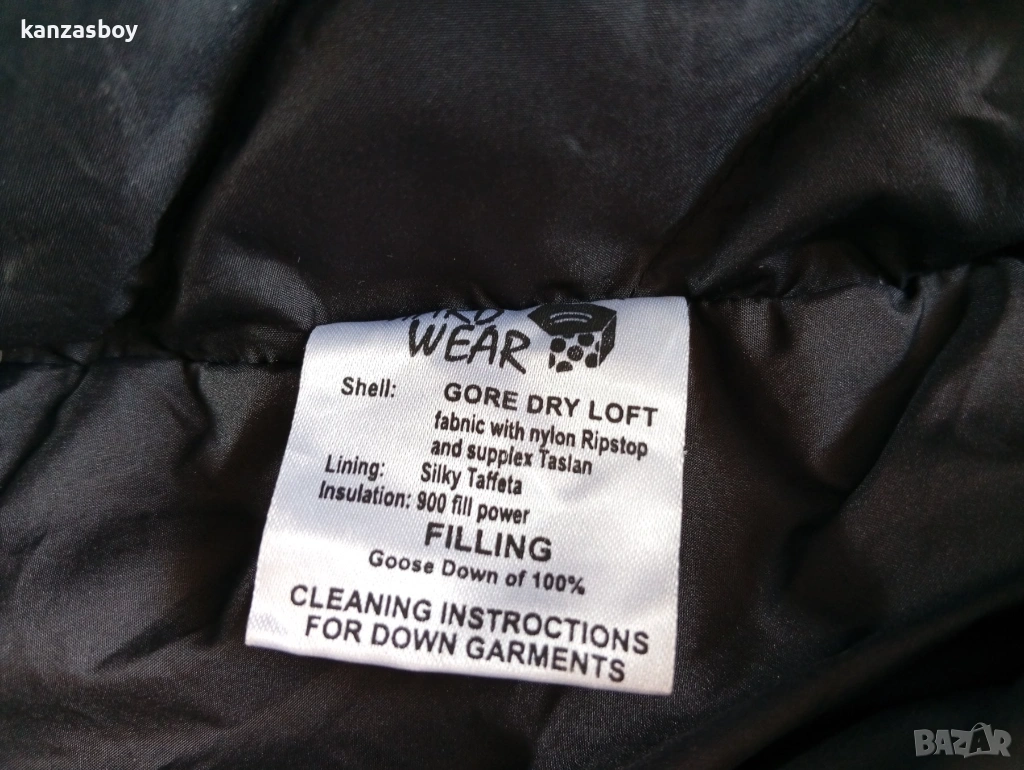 kanzasboy
HARD
WEAR
Shell: GORE DRY LOFT
fabnic with nylon Ripstop
and supplex Taslan
Lining: Silky Taffeta
Insulation: 900 fill power
FILLING
Goose Down of 100%
CLEANING INSTROCTIONS
FOR DOWN GARMENTS
BAZAR